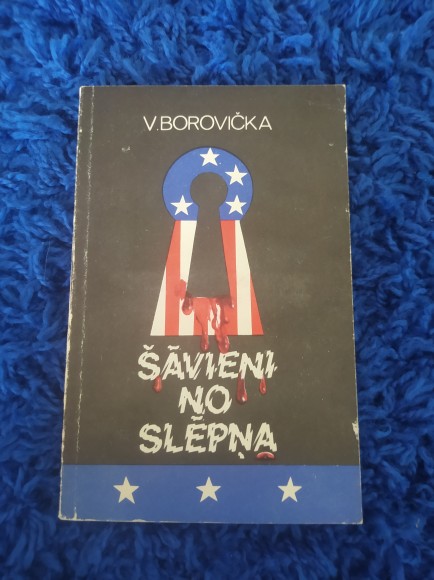 V. BOROVIČKA
ŠĀVIENI
NO
SLĒPŅA